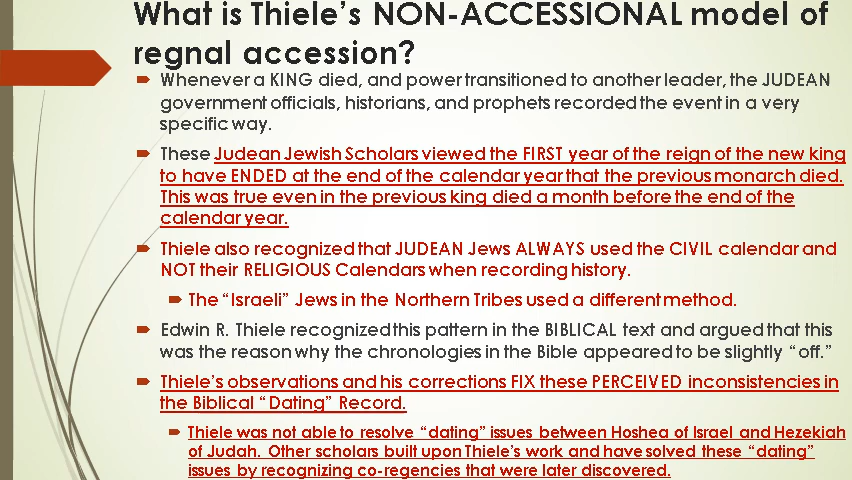 What is Thiele's NON-ACCESSIONAL model of
regnal accession?
Whenever a KING died, and power transitioned to another leader, the JUDEAN
government officials, historians, and prophets recorded the event in a very
specific way.
These Judean Jewish Scholars viewed the FIRST year of the reign of the new king
to have ENDED at the end of the calendar year that the previous monarch died.
This was true even in the previous king died a month before the end of the
calendar year.
Thiele also recognized that JUDEAN Jews ALWAYS used the CIVIL calendar and
NOT their RELIGIOUS Calendars when recording history.
The "Israeli" Jews in the Northern Tribes used a different method.
Edwin R. Thiele recognized this pattern in the BIBLICAL text and argued that this
was the reason why the chronologies in the Bible appeared to be slightly "off."
Thiele's observations and his corrections FIX these PERCEIVED inconsistencies in
the Biblical "Dating" Record.
Thiele was not able to resolve "dating" issues between Hoshea of Israel and Hezekiah
of Judah. Other scholars built upon Thiele's work and have solved these "dating"
issues by recognizing co-regencies that were later discovered.